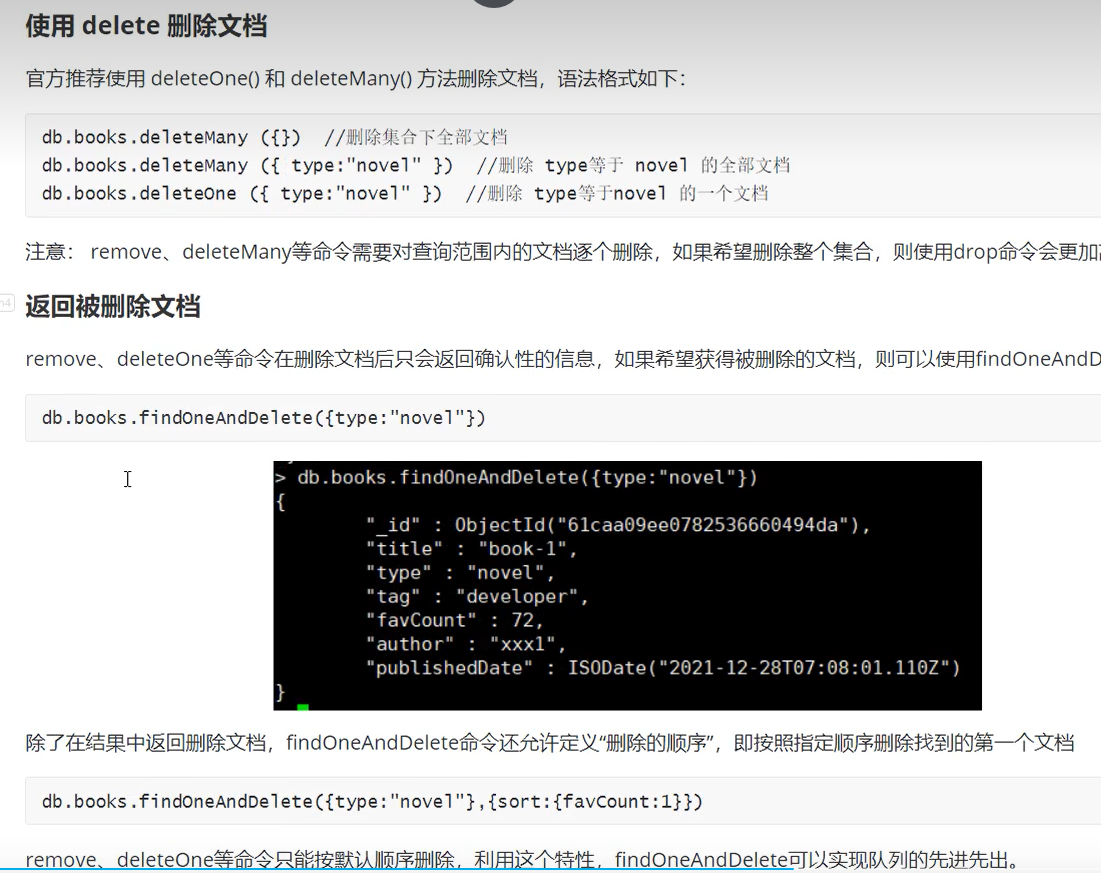 使用 delete 删除文档
官方推荐使用 deleteOne() 和 deleteMany() 方法删除文档，语法格式如下：
db.books.deleteMany ({})  //删除集合下全部文档
db.books.deleteMany ({ type:"novel" })  //删除 type等于 novel 的全部文档
db.books.deleteOne ({ type:"novel" })  //删除 type等于novel 的一个文档
注意： remove、deleteMany等命令需要对查询范围内的文档逐个删除，如果希望删除整个集合，则使用drop命令会更加
h4
返回被删除文档
remove、deleteOne等命令在删除文档后只会返回确认性的信息，如果希望获得被删除的文档，则可以使用findOneAndD
db.books.findOneAndDelete({type:"novel"})
> db.books.findOneAndDelete({type:"novel"})
{
"_id" : ObjectId("61caa09ee0782536660494da"),
"title" : "book-1",
"type" : "novel",
"tag" : "developer",
"favCount" : 72,
"author" : "xxx1",
"publishedDate" : ISODate("2021-12-28T07:08:01.110Z")
}
除了在结果中返回删除文档，findOneAndDelete命令还允许定义“删除的顺序”，即按照指定顺序删除找到的第一个文档
db.books.findOneAndDelete({type:"novel"},{sort:{favCount:1}})
remove、deleteOne等命令只能按默认顺序删除，利用这个特性，findOneAndDelete可以实现队列的先进先出。